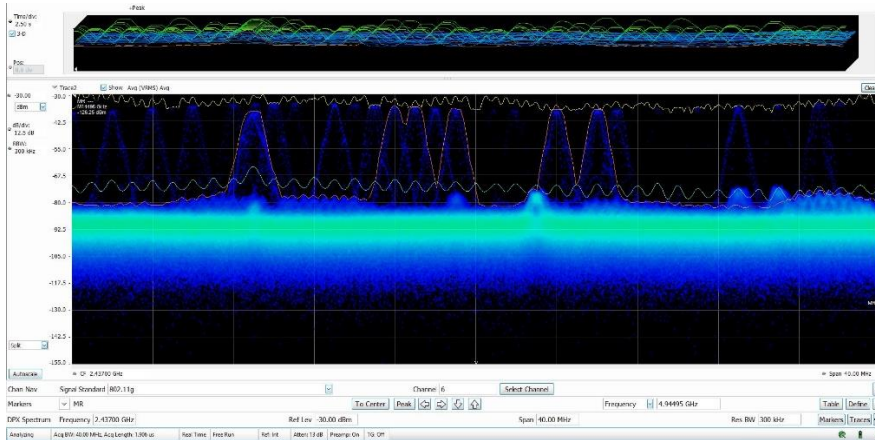 +Peak
Time/div:
2.50 s
3-D
Pos:
Trace2 Show Avg (VRMS) Avg Clea
-30.00
dBm
dB/div:
12.5 dB
RBW:
300 kHz
-30.0
-42.5
-55.0
-67.5
-80.0
-92.5
-105.0
-117.5
-130.0
-142.5
-155.0
MR
Split
Autoscale CF 2.43700 GHz Span 40.00 MHz
Chan Nav Signal Standard 802.11g Channel 6 Select Channel
Markers MR To Center Peak Frequency 4.94495 GHz Table Define
DPX Spectrum Frequency 2.43700 GHz Ref Lev -30.00 dBm Span 40.00 MHz Res BW 300 kHz Markers Traces
Analyzing Acq BW: 40.00 MHz, Acq Length: 1.906 us Real Time Free Run Ref: Int Atten: 13 dB Preamp: On TG: Off